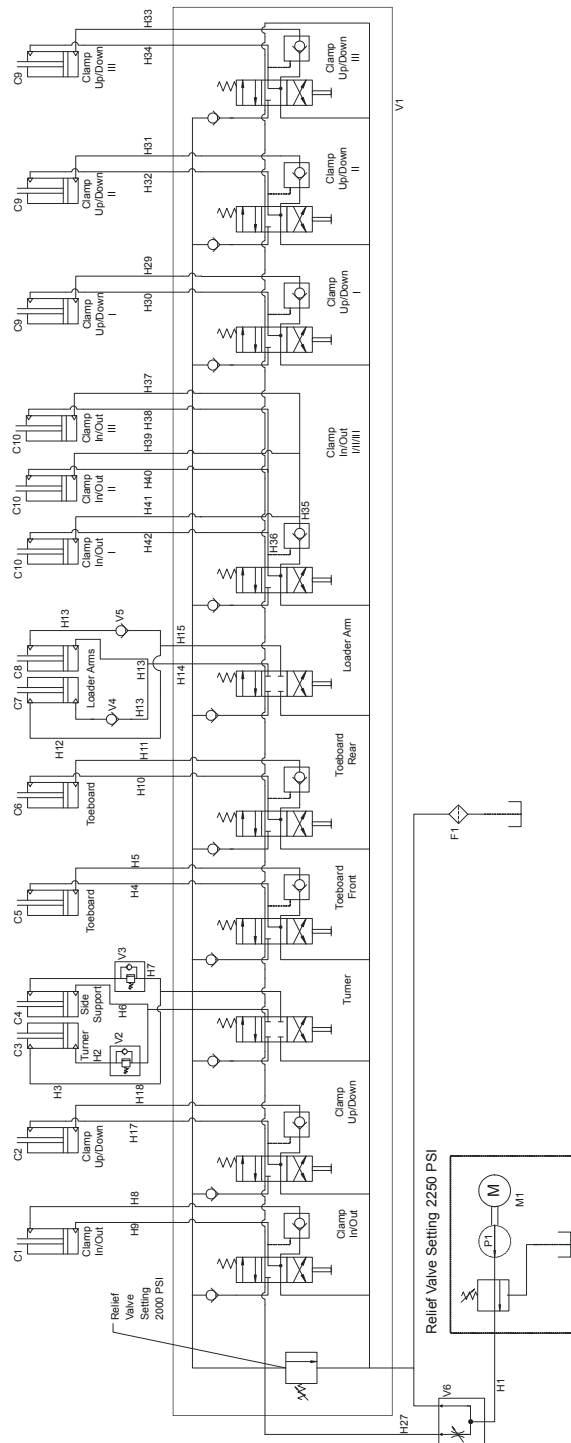 H33
H34
C9
Clamp
Up/Down
III
Clamp
Up/Down
III
V1
H31
H32
C9
Clamp
Up/Down
II
Clamp
Up/Down
II
H29
H30
C9
Clamp
Up/Down
I
Clamp
Up/Down
I
H37
H38
H39
C10
Clamp
In/Out
III
H40
H41
C10
Clamp
In/Out
II
H42
C10
Clamp
In/Out
I
H35
H36
Clamp
In/Out
I/II/III
H13
V5
H15
C8
C7
Loader Arms
H13
H14
V4
H13
H12
H11
Loader Arm
C6
Toeboard
H10
Toeboard
Rear
C5
Toeboard
H5
H4
Toeboard
Front
C4
Side
Support
V3
H7
H6
C3
Turner
H2
V2
H3
H18
Turner
C2
Clamp
Up/Down
H17
Clamp
Up/Down
C1
Clamp
In/Out
H8
H9
Clamp
In/Out
Relief
Valve
Setting
2000 PSI
F1
Relief Valve Setting 2250 PSI
M
M1
P1
V6
H1
H27